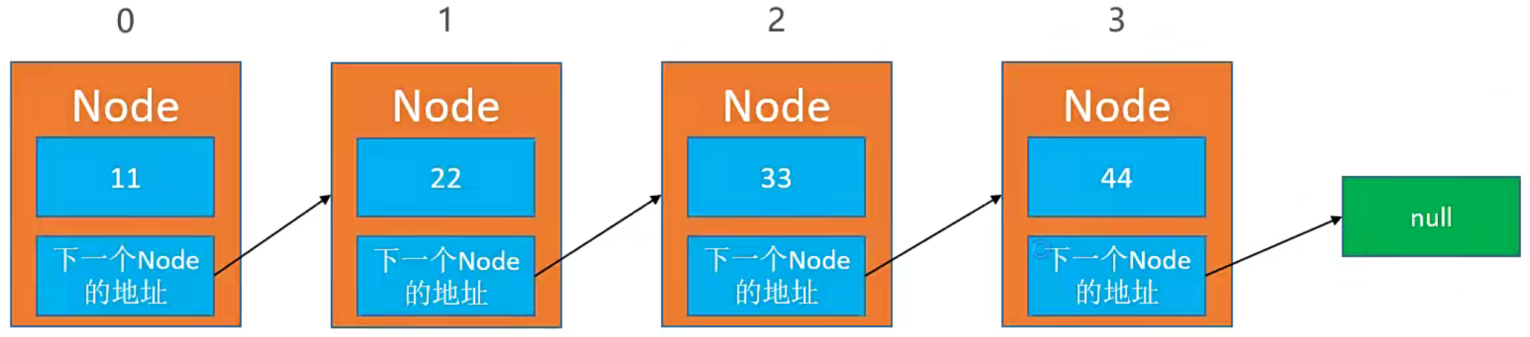 0 1 2 3
Node Node Node Node
11 22 33 44
下一个Node 下一个Node 下一个Node 下一个Node
的地址 的地址 的地址 的地址
null